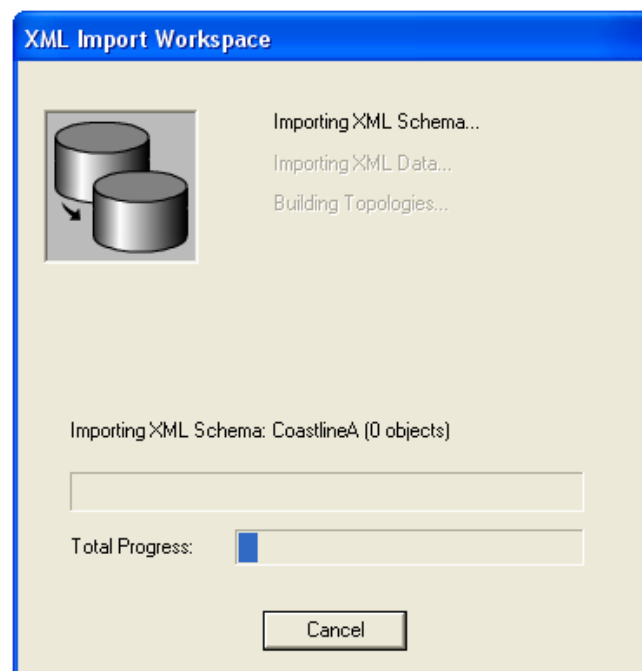 XML Import Workspace
Importing XML Schema...
Importing XML Data...
Building Topologies...
Importing XML Schema: CoastlineA (0 objects)
Total Progress:
Cancel